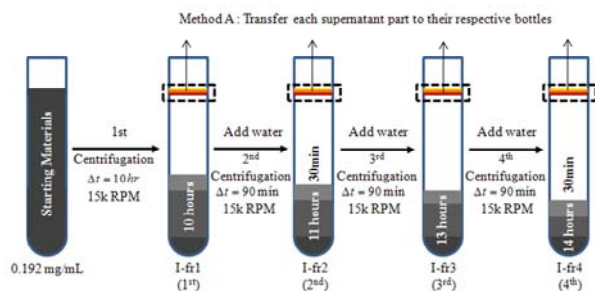 Method A : Transfer each supernatant part to their respective bottles
Starting Materials
0.192 mg/mL
1st
Centrifugation
Δt = 10 hr
15k RPM
10 hours
I-fr1
(1st)
Add water
2nd
Centrifugation
Δt = 90 min
15k RPM
30min
11 hours
I-fr2
(2nd)
Add water
3rd
Centrifugation
Δt = 90 min
15k RPM
13 hours
I-fr3
(3rd)
Add water
4th
Centrifugation
Δt = 90 min
15k RPM
30min
14 hours
I-fr4
(4th)